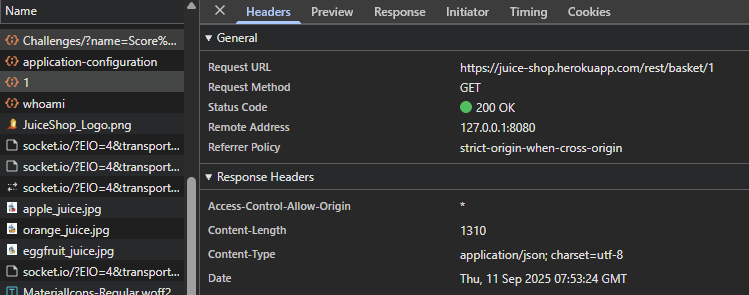 Name
Challenges/?name=Score%...
application-configuration
1
whoami
JuiceShop_Logo.png
socket.io/?EIO=4&transport...
socket.io/?EIO=4&transport...
socket.io/?EIO=4&transport...
apple_juice.jpg
orange_juice.jpg
eggfruit_juice.jpg
socket.io/?EIO=4&transport...
MaterialIcons-Regular.woff2
Headers Preview Response Initiator Timing Cookies
General
Request URL https://juice-shop.herokuapp.com/rest/basket/1
Request Method GET
Status Code 200 OK
Remote Address 127.0.0.1:8080
Referrer Policy strict-origin-when-cross-origin
Response Headers
Access-Control-Allow-Origin *
Content-Length 1310
Content-Type application/json; charset=utf-8
Date Thu, 11 Sep 2025 07:53:24 GMT